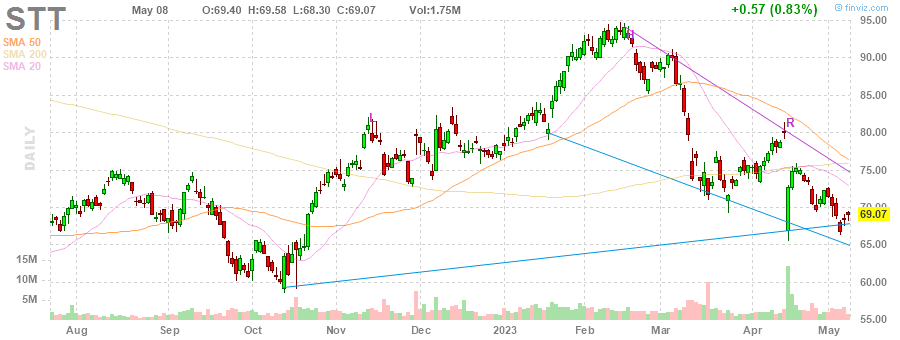 STT
May 08 O:69.40 H:69.58 L:68.30 C:69.07 Vol:1.75M
+0.57 (0.83%)
© finviz.com
SMA 50
SMA 200
SMA 20
DAILY
95.00
90.00
85.00
80.00
75.00
70.00
69.07
65.00
60.00
55.00
15M
10M
5M
R
Aug Sep Oct Nov Dec 2023 Feb Mar Apr May